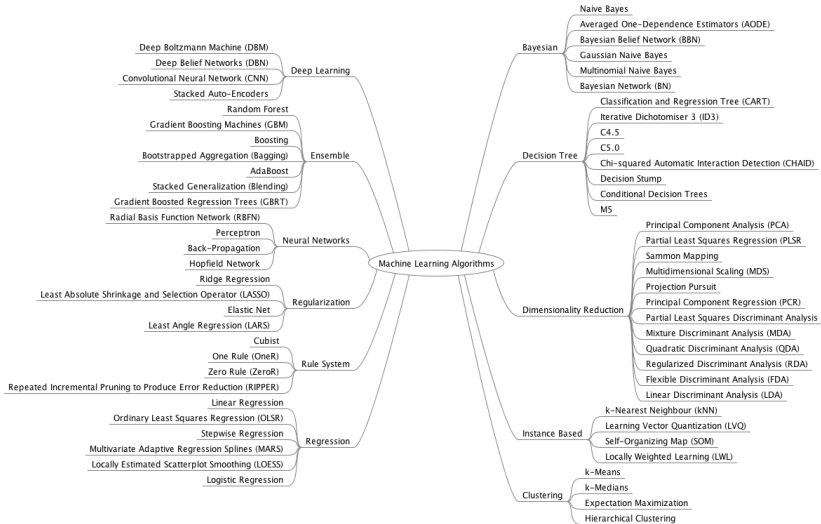 Machine Learning Algorithms
Deep Learning
Deep Boltzmann Machine (DBM)
Deep Belief Networks (DBN)
Convolutional Neural Network (CNN)
Stacked Auto-Encoders
Ensemble
Random Forest
Gradient Boosting Machines (GBM)
Boosting
Bootstrapped Aggregation (Bagging)
AdaBoost
Stacked Generalization (Blending)
Gradient Boosted Regression Trees (GBRT)
Neural Networks
Radial Basis Function Network (RBFN)
Perceptron
Back-Propagation
Hopfield Network
Regularization
Ridge Regression
Least Absolute Shrinkage and Selection Operator (LASSO)
Elastic Net
Least Angle Regression (LARS)
Rule System
Cubist
One Rule (OneR)
Zero Rule (ZeroR)
Repeated Incremental Pruning to Produce Error Reduction (RIPPER)
Regression
Linear Regression
Ordinary Least Squares Regression (OLSR)
Stepwise Regression
Multivariate Adaptive Regression Splines (MARS)
Locally Estimated Scatterplot Smoothing (LOESS)
Logistic Regression
Bayesian
Naive Bayes
Averaged One-Dependence Estimators (AODE)
Bayesian Belief Network (BBN)
Gaussian Naive Bayes
Multinomial Naive Bayes
Bayesian Network (BN)
Decision Tree
Classification and Regression Tree (CART)
Iterative Dichotomiser 3 (ID3)
C4.5
C5.0
Chi-squared Automatic Interaction Detection (CHAID)
Decision Stump
Conditional Decision Trees
M5
Dimensionality Reduction
Principal Component Analysis (PCA)
Partial Least Squares Regression (PLSR
Sammon Mapping
Multidimensional Scaling (MDS)
Projection Pursuit
Principal Component Regression (PCR)
Partial Least Squares Discriminant Analysis
Mixture Discriminant Analysis (MDA)
Quadratic Discriminant Analysis (QDA)
Regularized Discriminant Analysis (RDA)
Flexible Discriminant Analysis (FDA)
Linear Discriminant Analysis (LDA)
Instance Based
k-Nearest Neighbour (kNN)
Learning Vector Quantization (LVQ)
Self-Organizing Map (SOM)
Locally Weighted Learning (LWL)
Clustering
k-Means
k-Medians
Expectation Maximization
Hierarchical Clustering